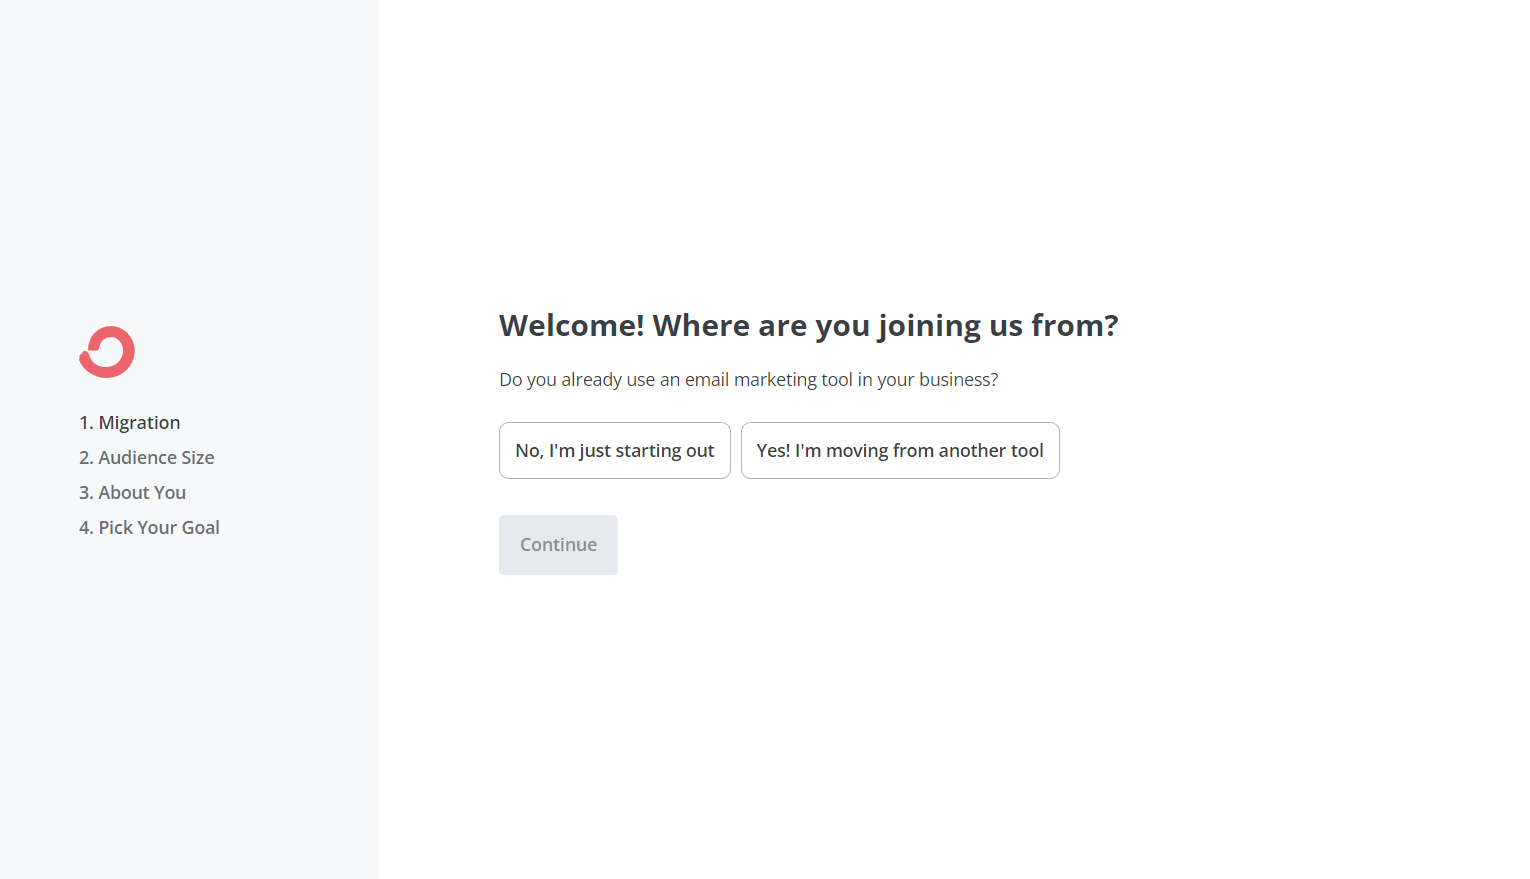 1. Migration
2. Audience Size
3. About You
4. Pick Your Goal
Welcome! Where are you joining us from?
Do you already use an email marketing tool in your business?
No, I'm just starting out
Yes! I'm moving from another tool
Continue